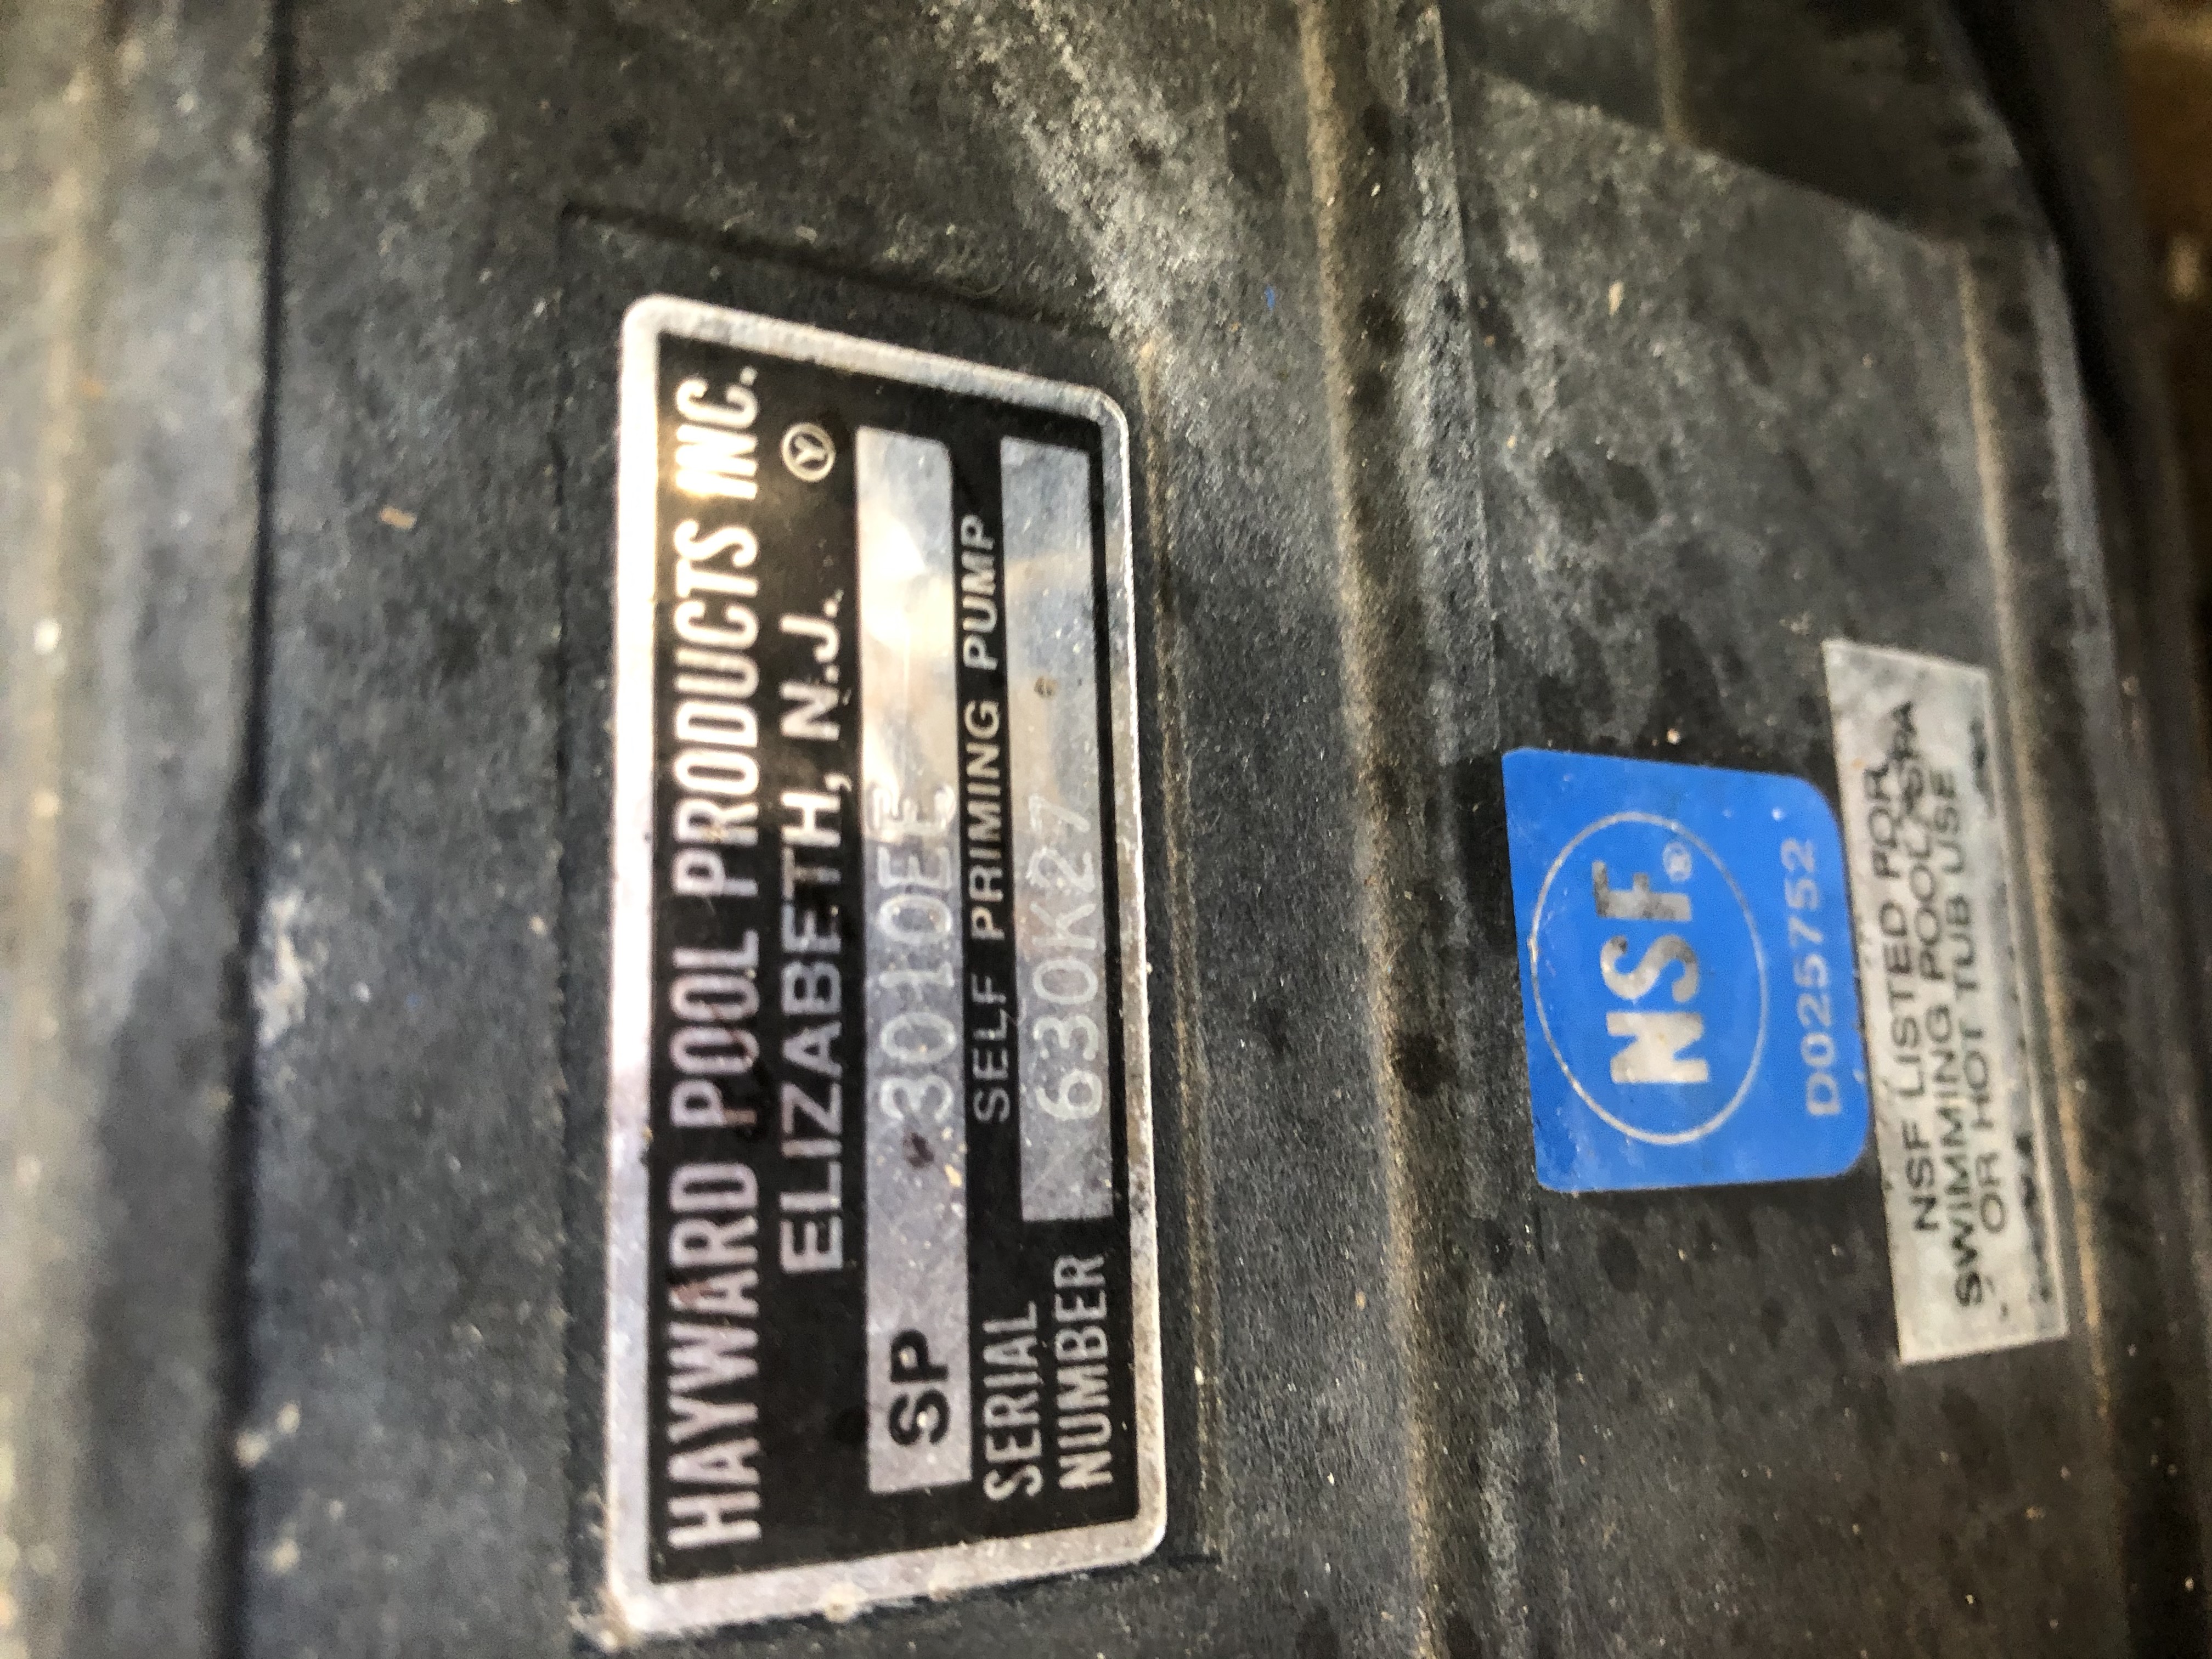 HAYWARD POOL PRODUCTS INC.
ELIZABETH, N.J.
SP 3010EE
SELF PRIMING PUMP
SERIAL NUMBER 630K27
NSF®
D025752
NSF LISTED FOR
SWIMMING POOL/SPA
OR HOT TUB USE